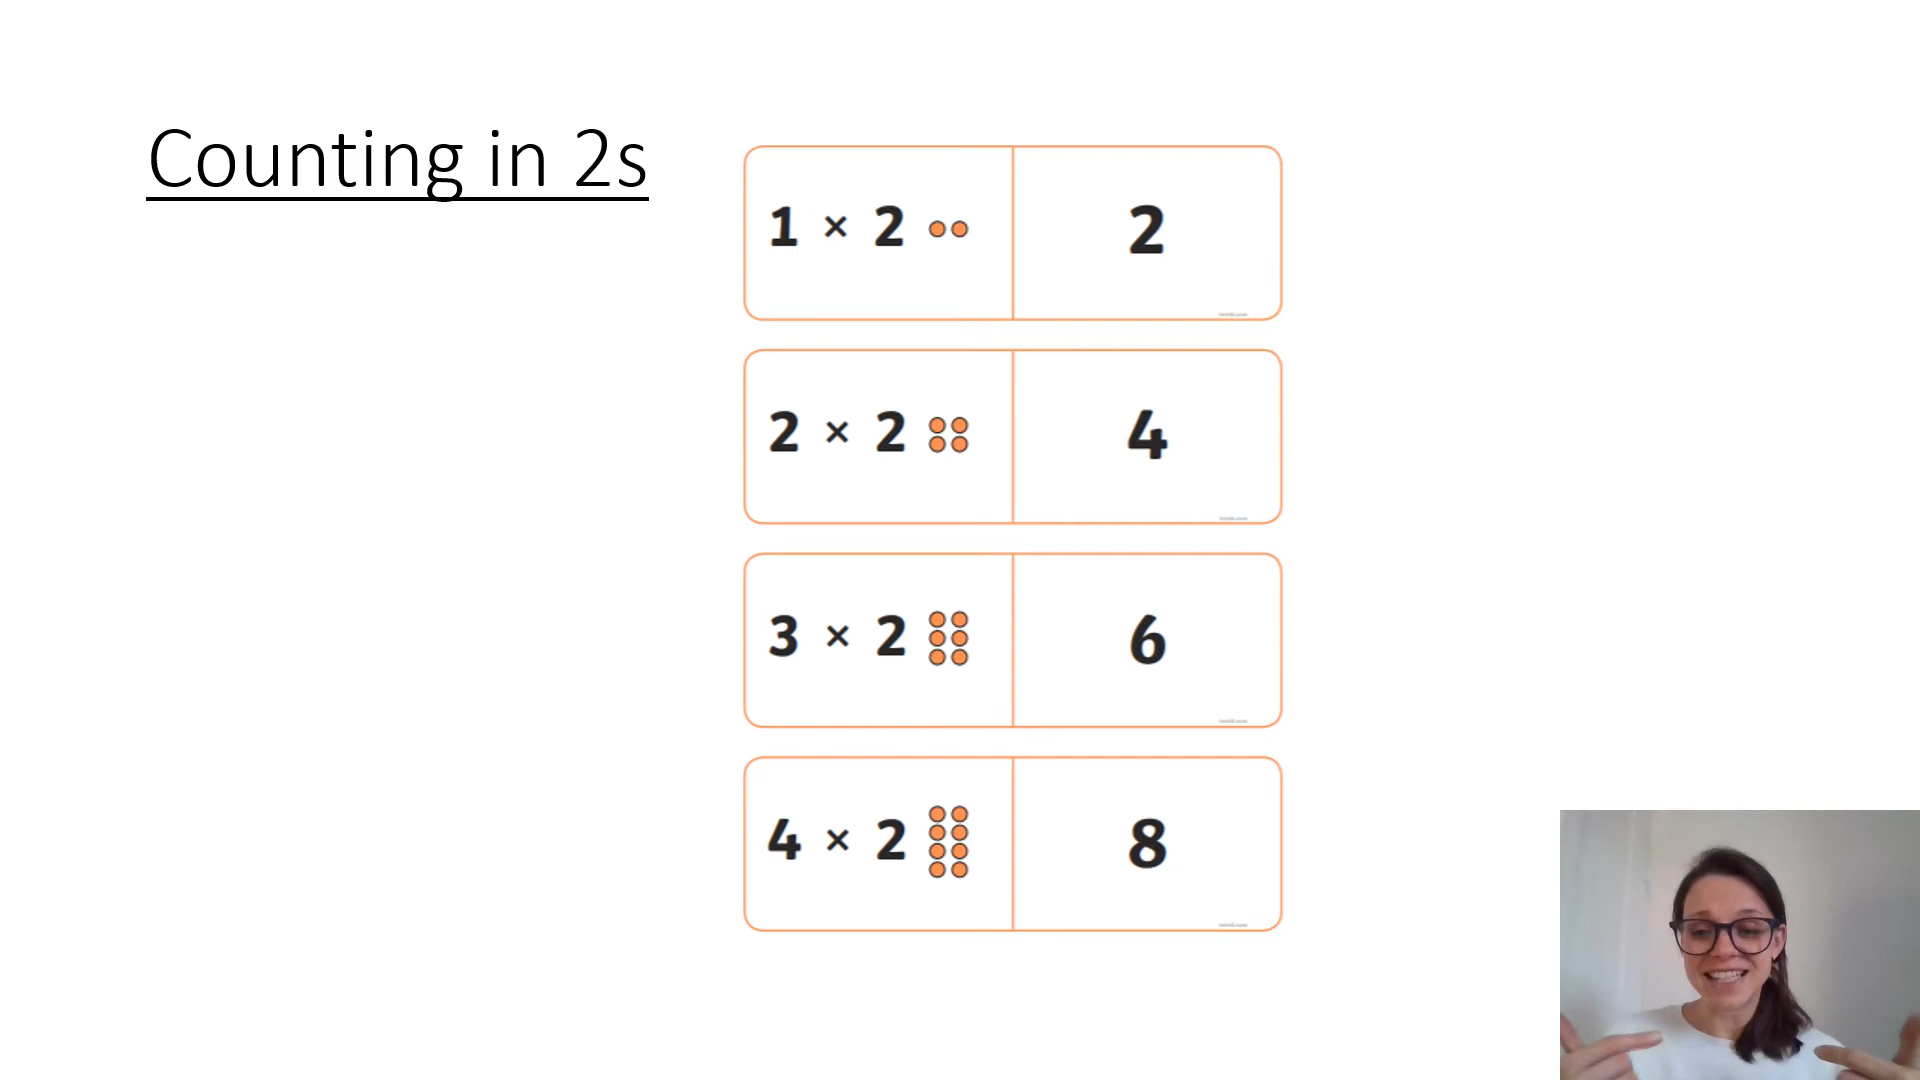 Counting in 2s
1 × 2
2
2 × 2
4
3 × 2
6
4 × 2
8